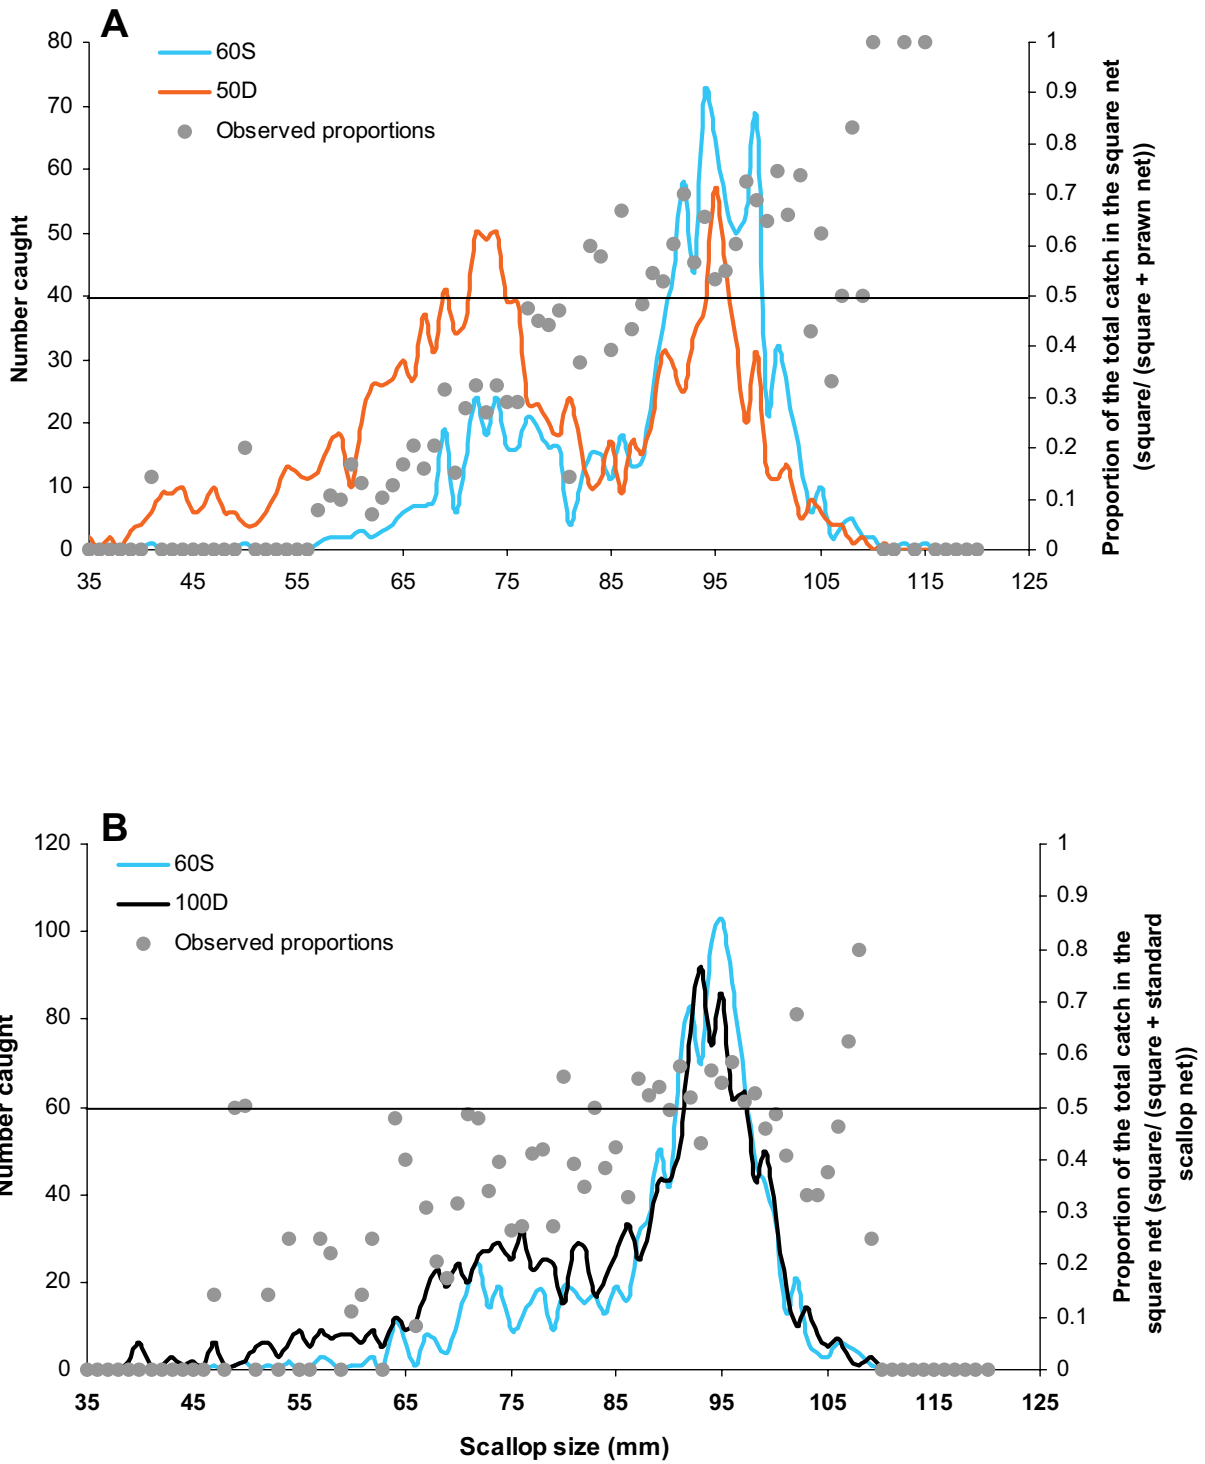 A
60S
50D
Observed proportions
80
70
60
50
40
30
20
10
0
Number caught
1
0.9
0.8
0.7
0.6
0.5
0.4
0.3
0.2
0.1
0
Proportion of the total catch in the square net
(square/ (square + prawn net))
35 45 55 65 75 85 95 105 115 125
B
60S
100D
Observed proportions
120
100
80
60
40
20
0
Number caught
1
0.9
0.8
0.7
0.6
0.5
0.4
0.3
0.2
0.1
0
Proportion of the total catch in the
square net (square/ (square + standard
scallop net))
35 45 55 65 75 85 95 105 115 125
Scallop size (mm)